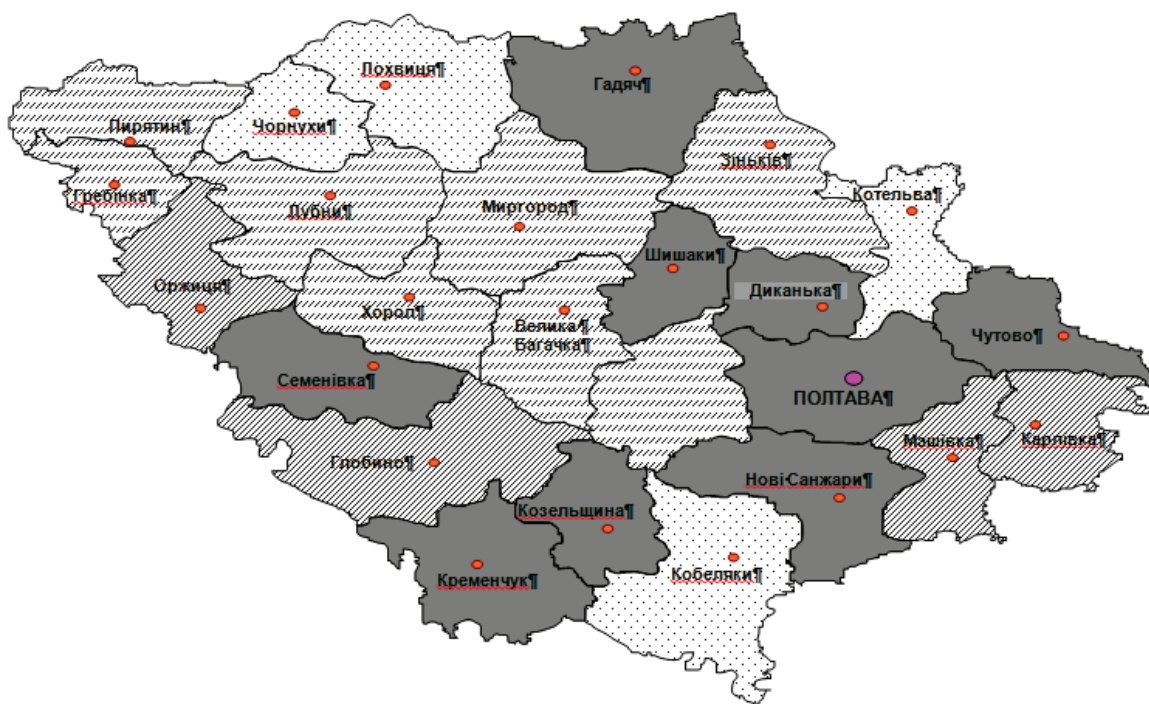 Лохвиця¶
Гадяч¶
Пирятин¶
Чорнухи¶
Зіньків¶
Гребінка¶
Лубни¶
Миргород¶
Котельва¶
Шишаки¶
Оржиця¶
Диканька¶
Хорол¶
Велика¶
Багачка¶
Чутово¶
Семенівка¶
ПОЛТАВА¶
Машівка¶
Карлівка¶
Глобино¶
Нові·Санжари¶
Козельщина¶
Кременчук¶
Кобеляки¶